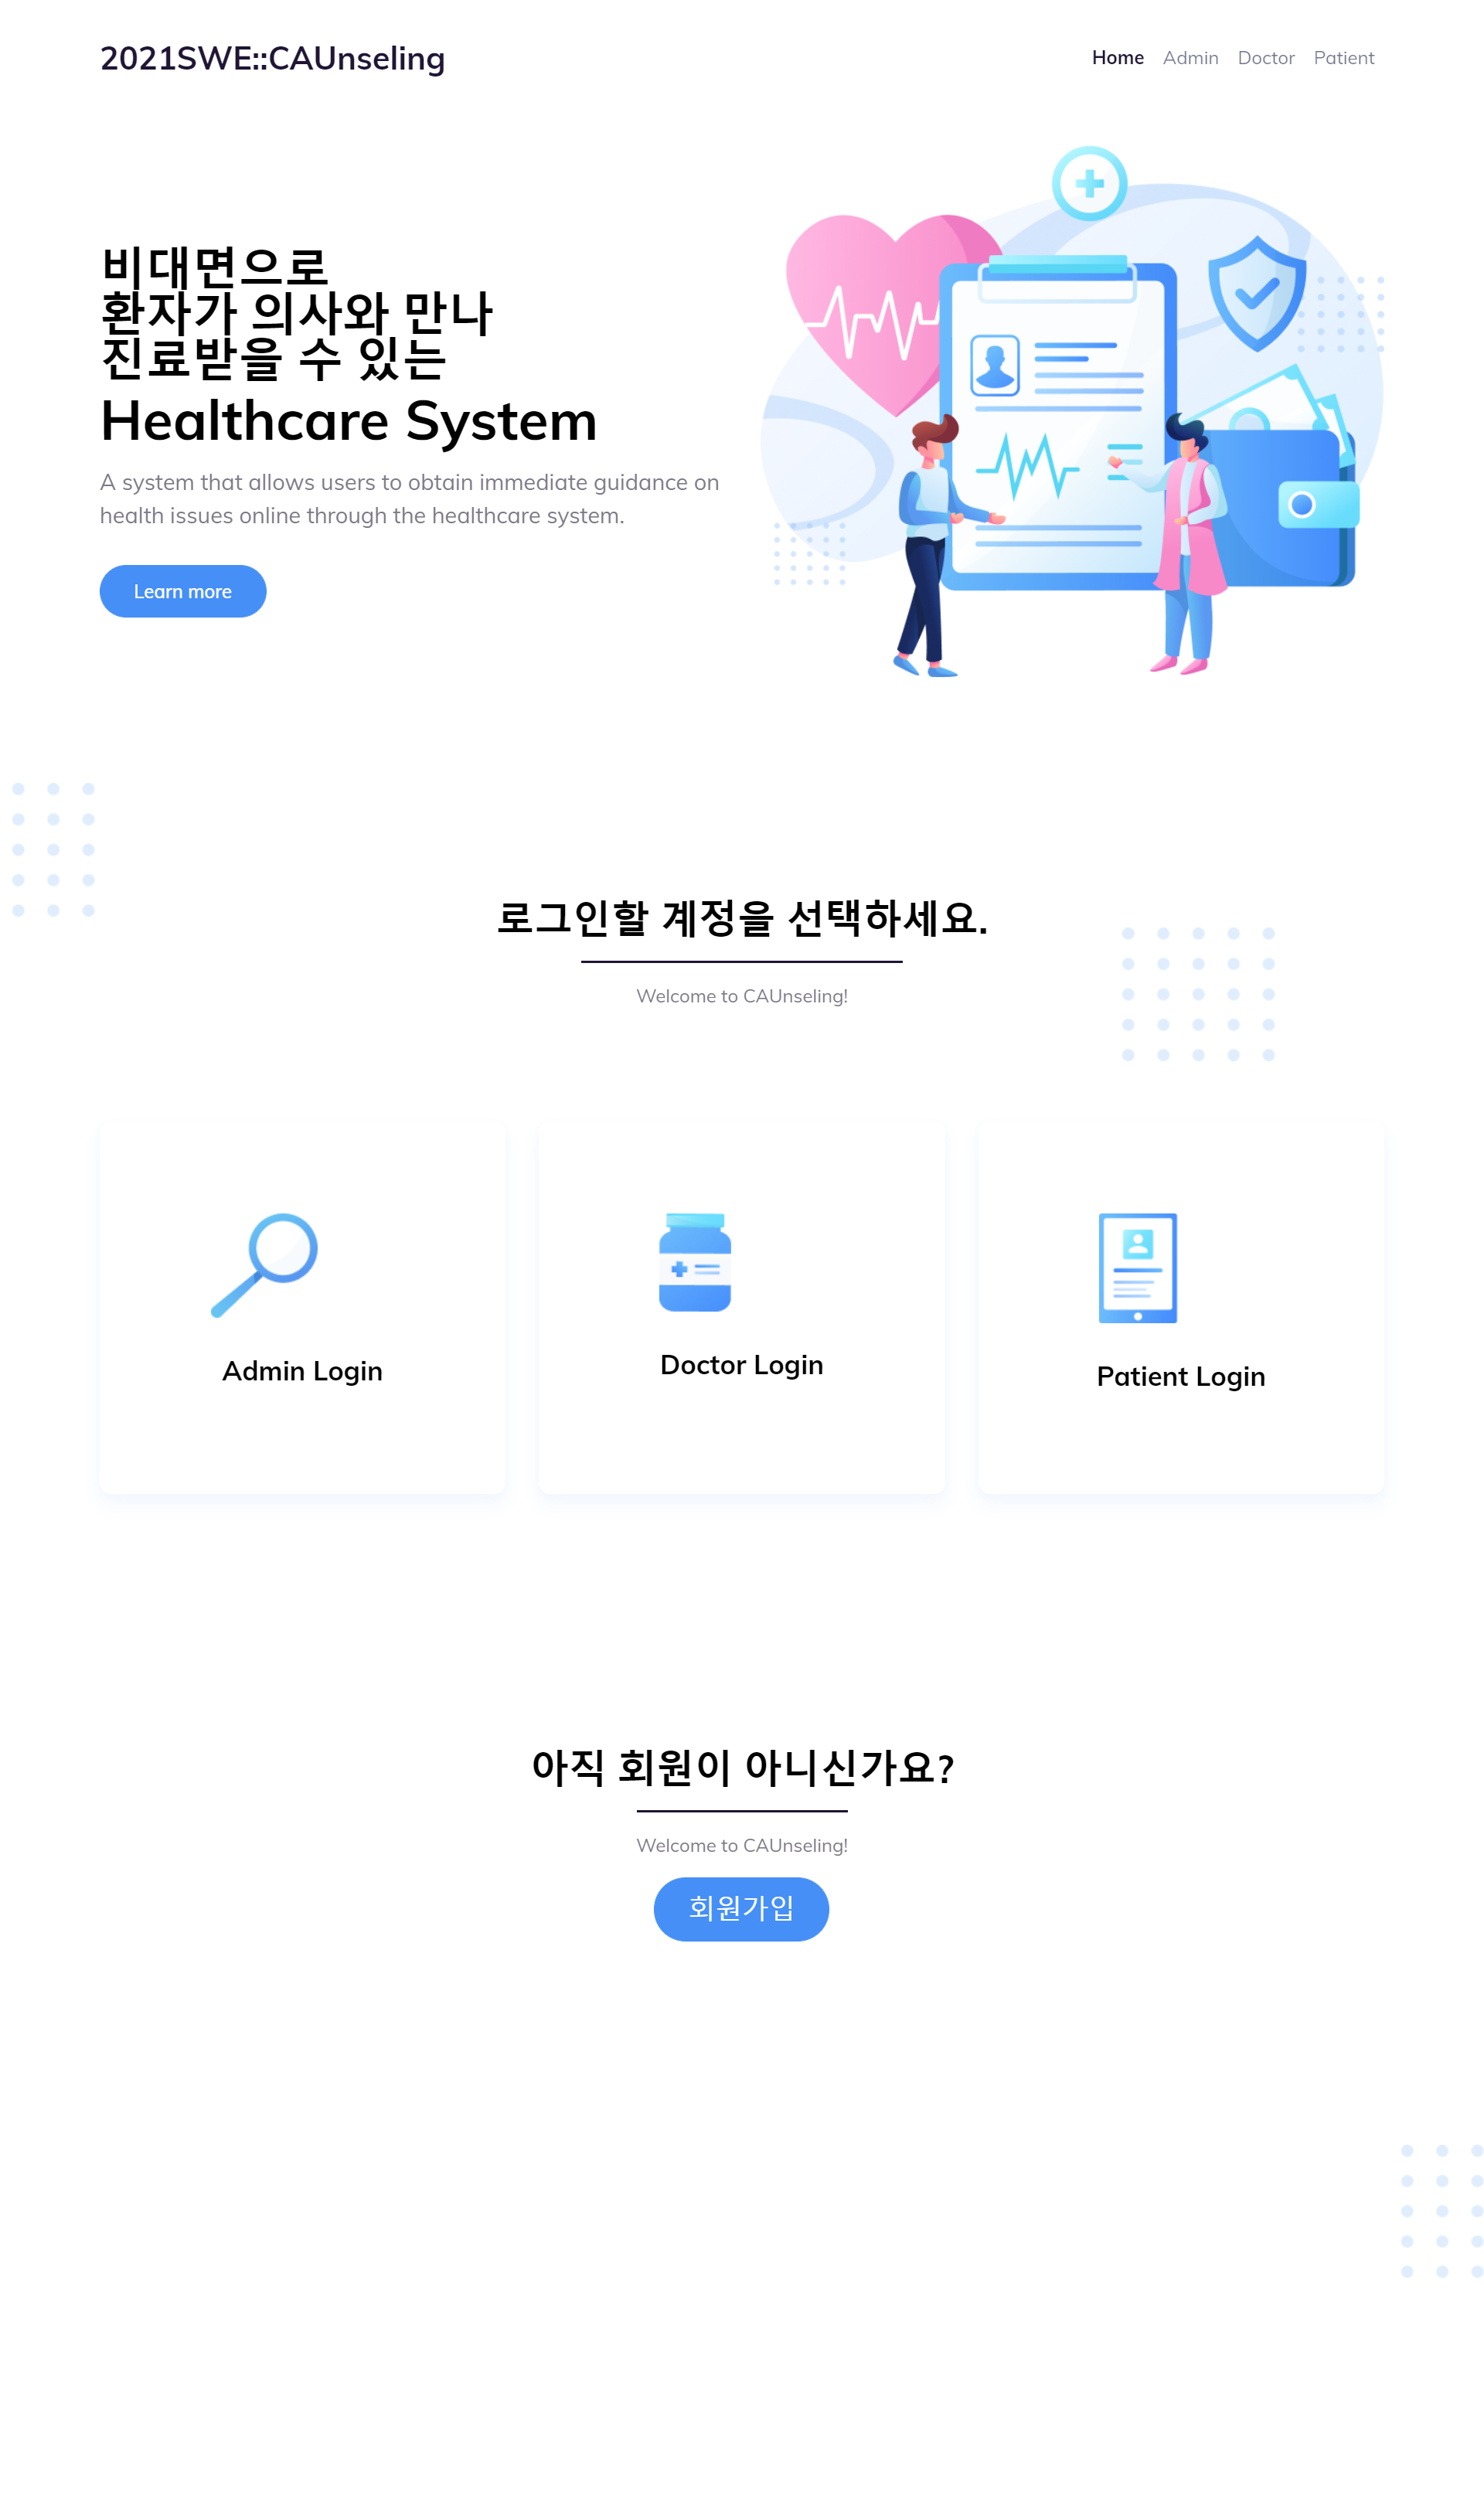 2021SWE::CAUnseling
Home Admin Doctor Patient
비대면으로
환자가 의사와 만나
진료받을 수 있는
Healthcare System
A system that allows users to obtain immediate guidance on
health issues online through the healthcare system.
Learn more
로그인할 계정을 선택하세요.
Welcome to CAUnseling!
Admin Login
Doctor Login
Patient Login
아직 회원이 아니신가요?
Welcome to CAUnseling!
회원가입